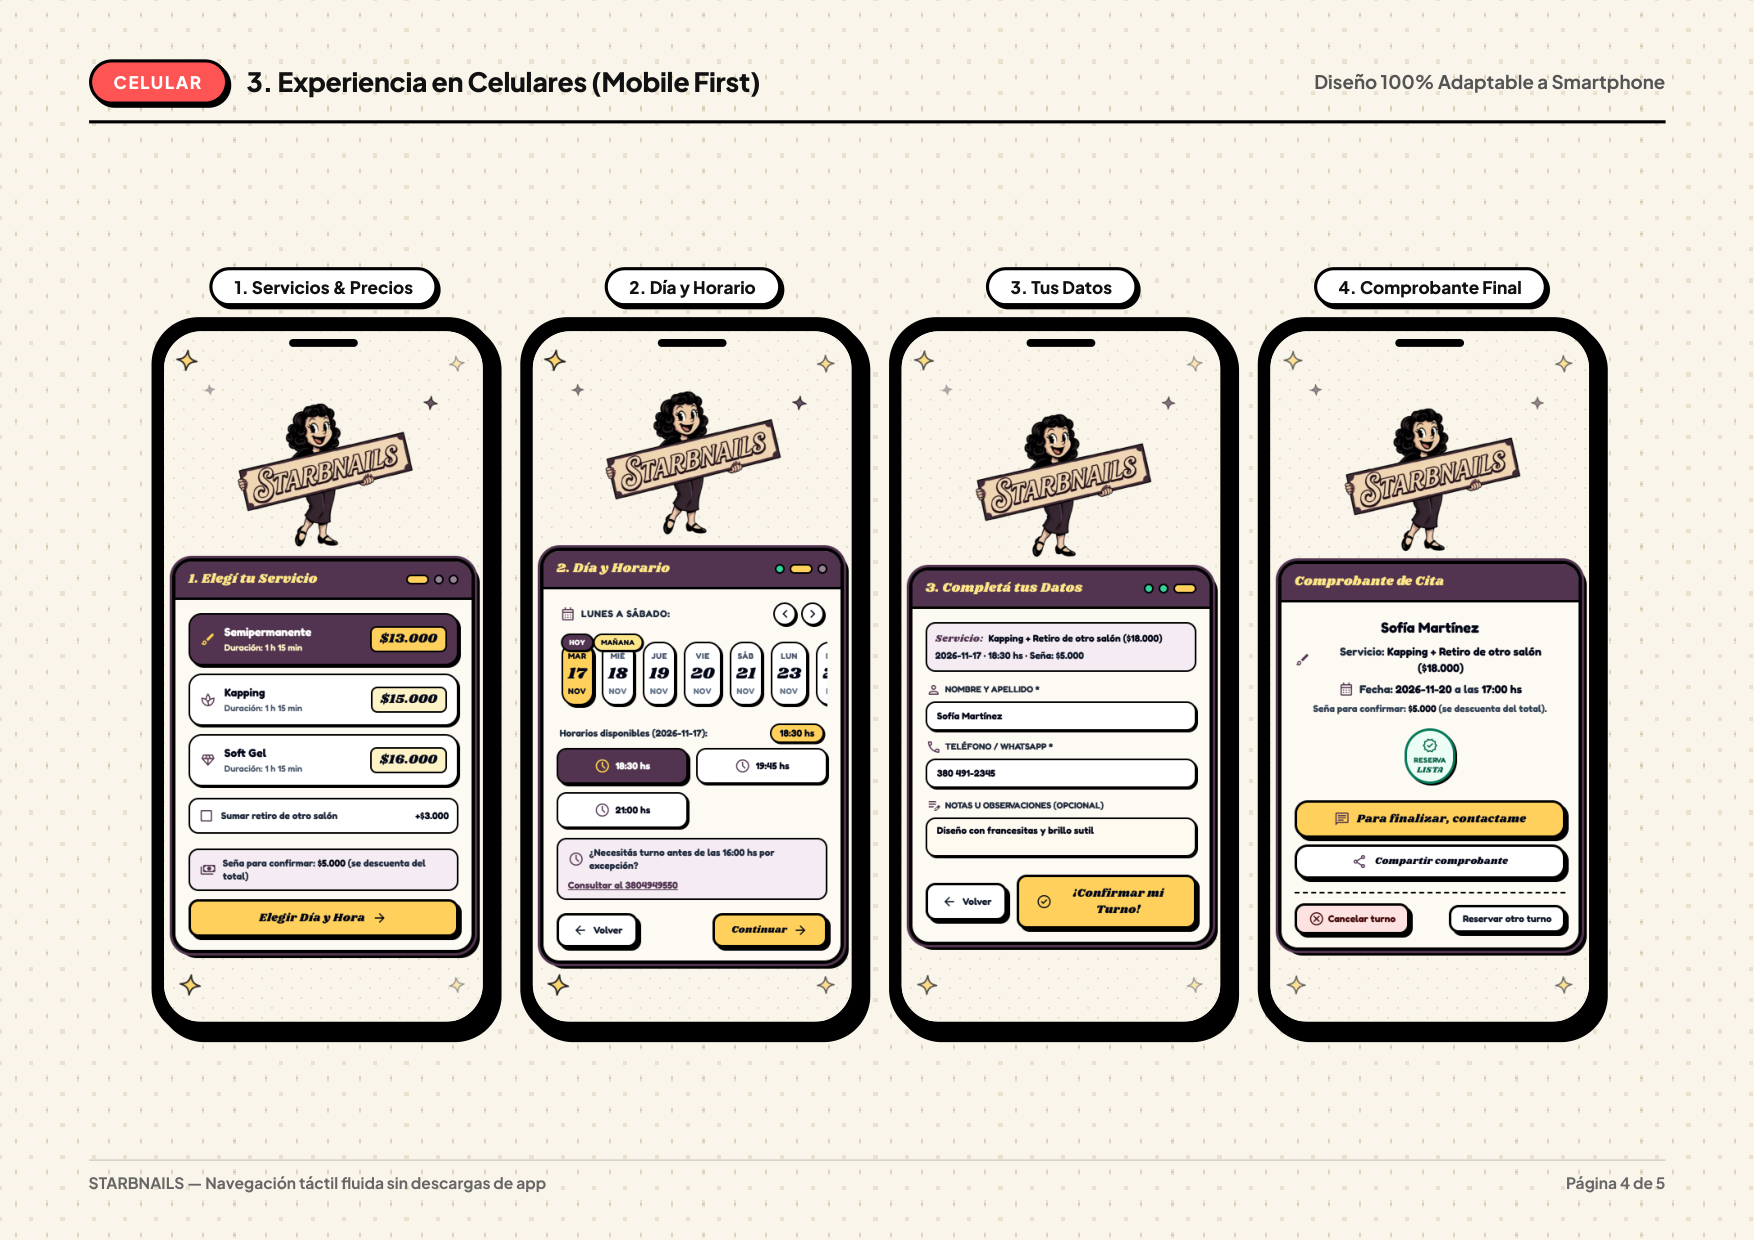 CELULAR
3. Experiencia en Celulares (Mobile First)
Diseño 100% Adaptable a Smartphone
1. Servicios & Precios
STARBNAILS
1. Elegí tu Servicio
Semipermanente
Duración: 1 h 15 min
$13.000
Kapping
Duración: 1 h 15 min
$15.000
Soft Gel
Duración: 1 h 15 min
$16.000
Sumar retiro de otro salón
+$3.000
Seña para confirmar: $5.000 (se descuenta del
total)
Elegir Día y Hora
2. Día y Horario
STARBNAILS
2. Día y Horario
LUNES A SÁBADO:
HOY
MAÑANA
MAR
17
NOV
MIÉ
18
NOV
JUE
19
NOV
VIE
20
NOV
SÁB
21
NOV
LUN
23
NOV
Horarios disponibles (2026-11-17):
18:30 hs
18:30 hs
19:45 hs
21:00 hs
¿Necesitás turno antes de las 16:00 hs por
excepción?
Consultar al 3804949550
Volver
Continuar
3. Tus Datos
STARBNAILS
3. Completá tus Datos
Servicio: Kapping + Retiro de otro salón ($18.000)
2026-11-17 · 18:30 hs · Seña: $5.000
NOMBRE Y APELLIDO *
Sofía Martínez
TELÉFONO / WHATSAPP *
380 491-2345
NOTAS U OBSERVACIONES (OPCIONAL)
Diseño con francesitas y brillo sutil
Volver
¡Confirmar mi
Turno!
4. Comprobante Final
STARBNAILS
Comprobante de Cita
Sofía Martínez
Servicio: Kapping + Retiro de otro salón
($18.000)
Fecha: 2026-11-20 a las 17:00 hs
Seña para confirmar: $5.000 (se descuenta del total).
RESERVA
LISTA
Para finalizar, contactame
Compartir comprobante
Cancelar turno
Reservar otro turno
STARBNAILS — Navegación táctil fluida sin descargas de app
Página 4 de 5